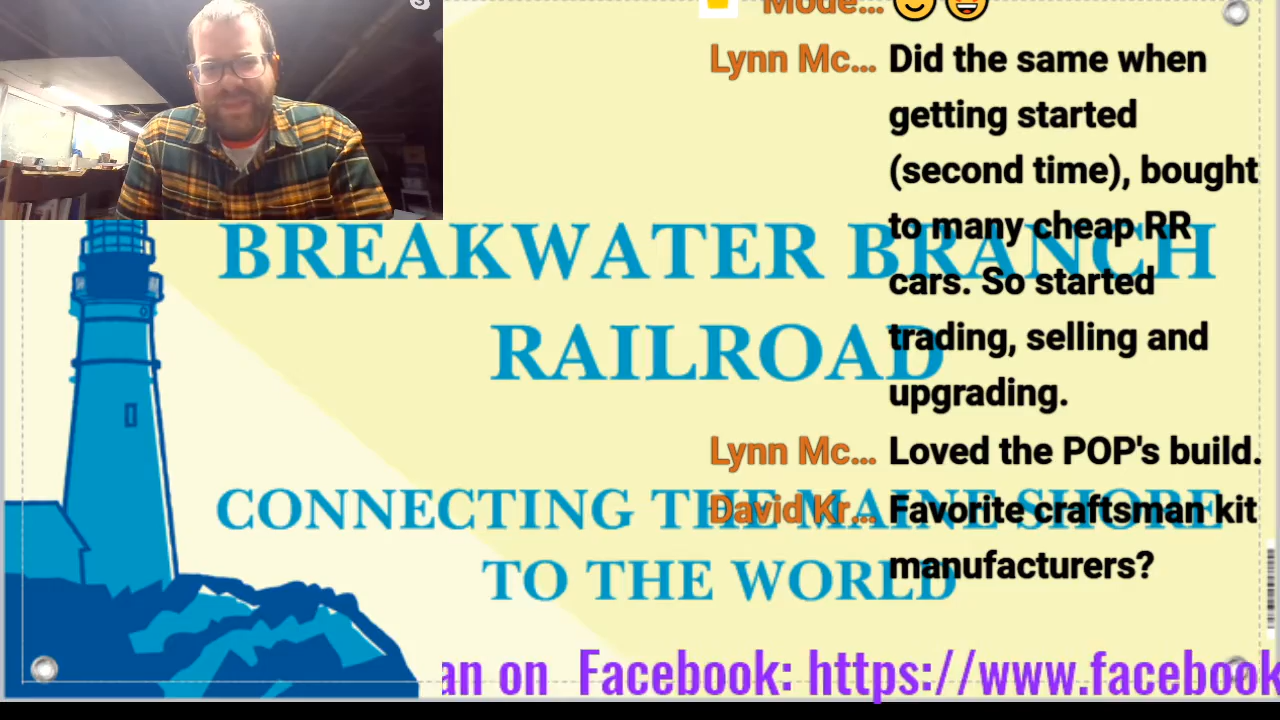 Mode… 😊😄
Lynn Mc… Did the same when
getting started
(second time), bought
to many cheap RR
cars. So started
trading, selling and
upgrading.
Lynn Mc… Loved the POP's build.
David Kr… Favorite craftsman kit
manufacturers?
BREAKWATER BRANCH
RAILROAD
CONNECTING THE MAINE SHORE
TO THE WORLD
an on Facebook: https://www.facebook